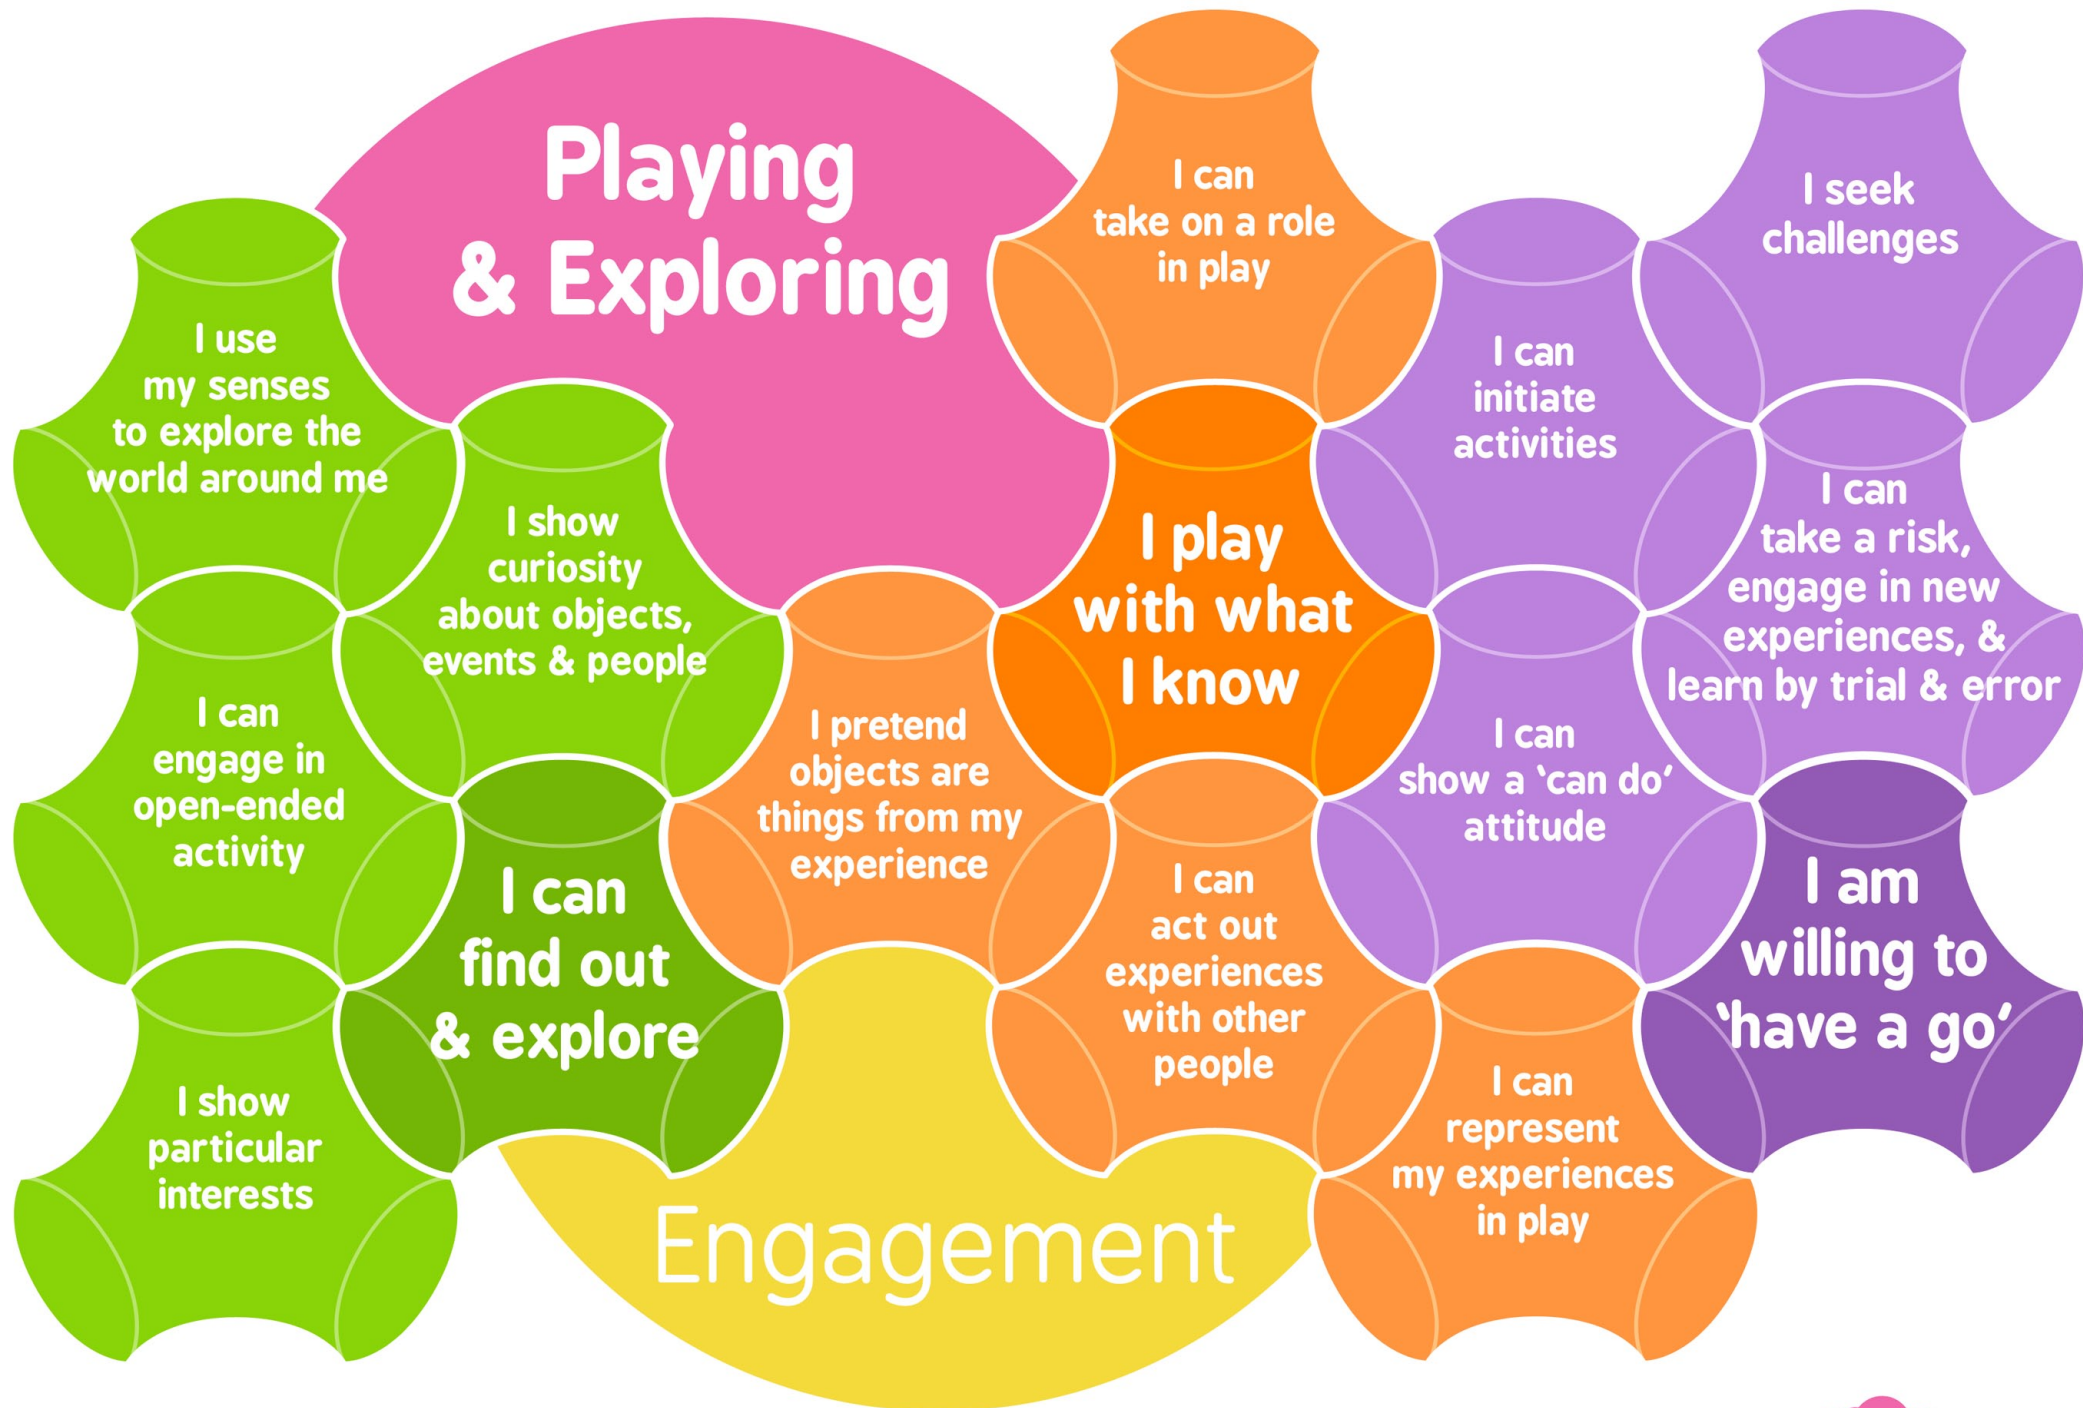 Playing
& Exploring
I use
my senses
to explore the
world around me
I show
curiosity
about objects,
events & people
I can
engage in
open-ended
activity
I can
find out
& explore
I show
particular
interests
I can
take on a role
in play
I play
with what
I know
I pretend
objects are
things from my
experience
I can
act out
experiences
with other
people
I can
represent
my experiences
in play
I seek
challenges
I can
initiate
activities
I can
take a risk,
engage in new
experiences, &
learn by trial & error
I can
show a ‘can do’
attitude
I am
willing to
‘have a go’
Engagement